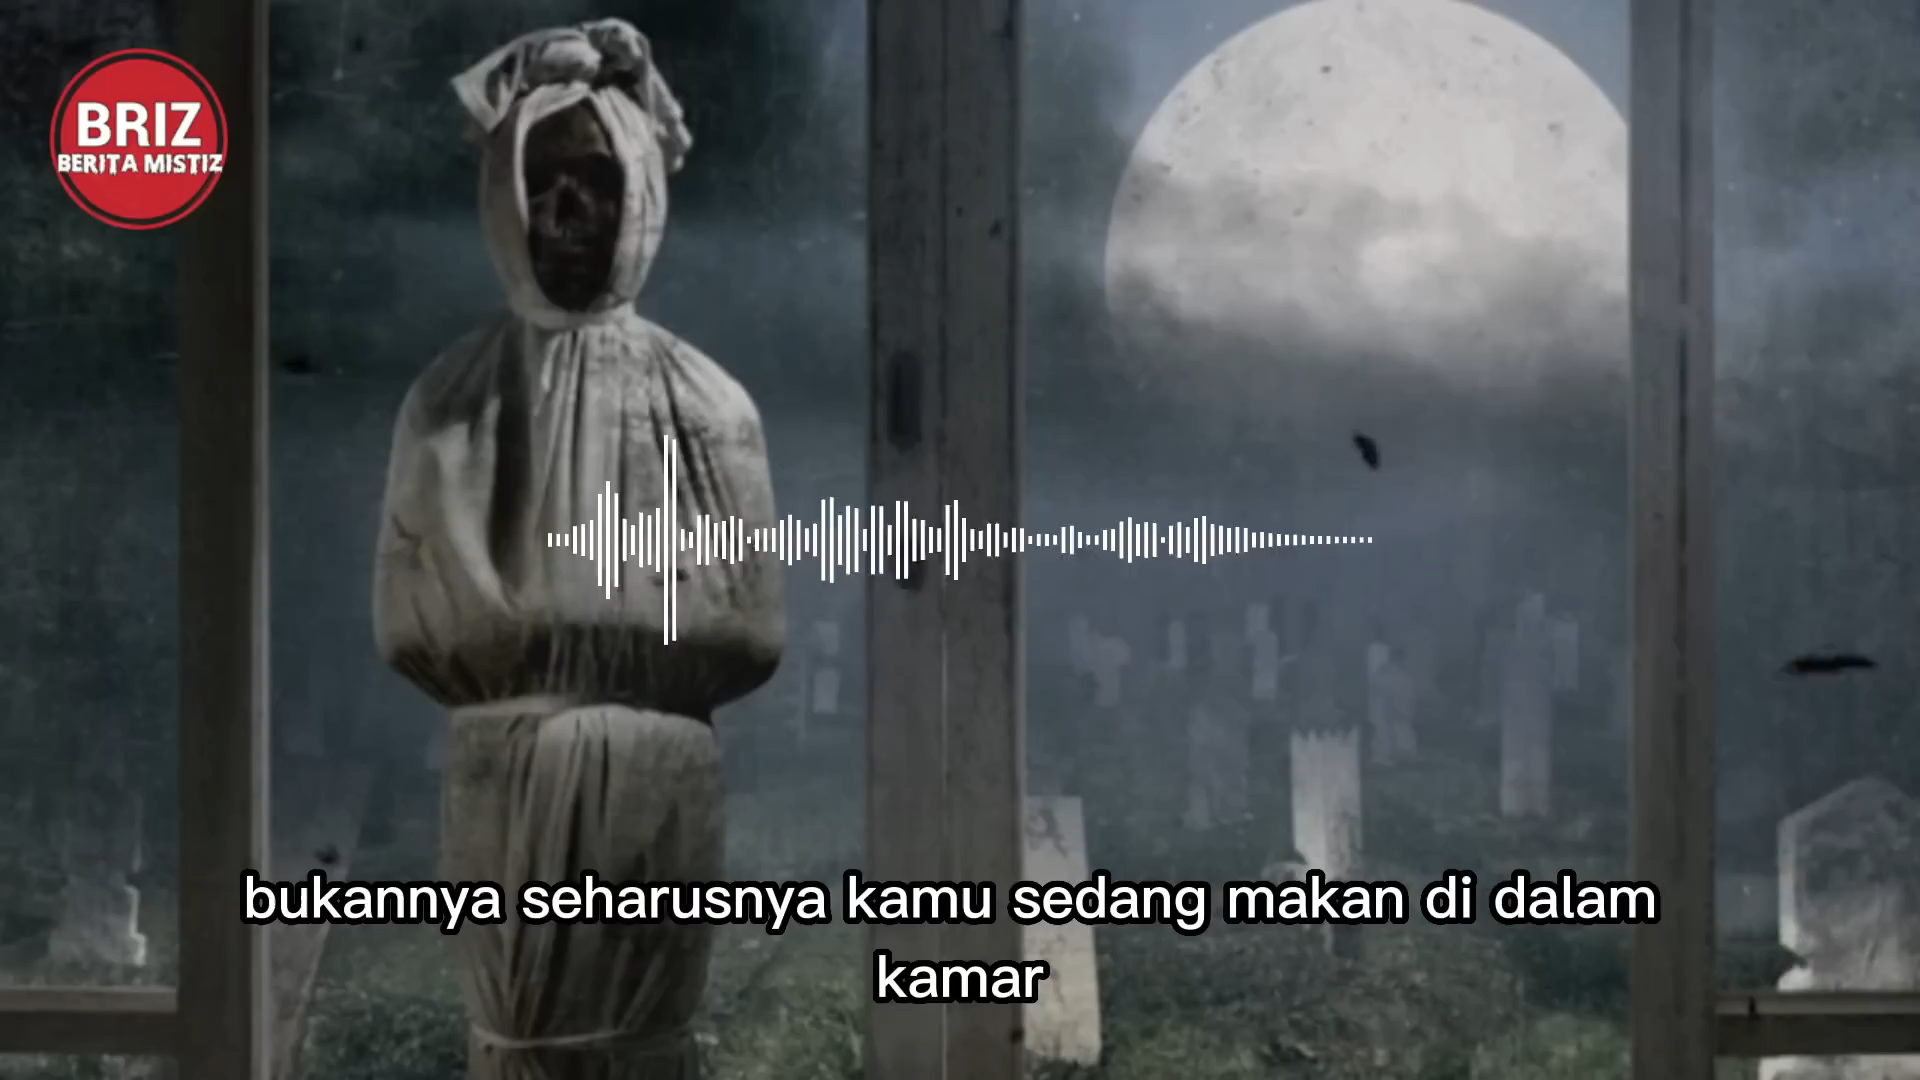 BRIZ
BERITA MISTIZ
bukannya seharusnya kamu sedang makan di dalam
kamar